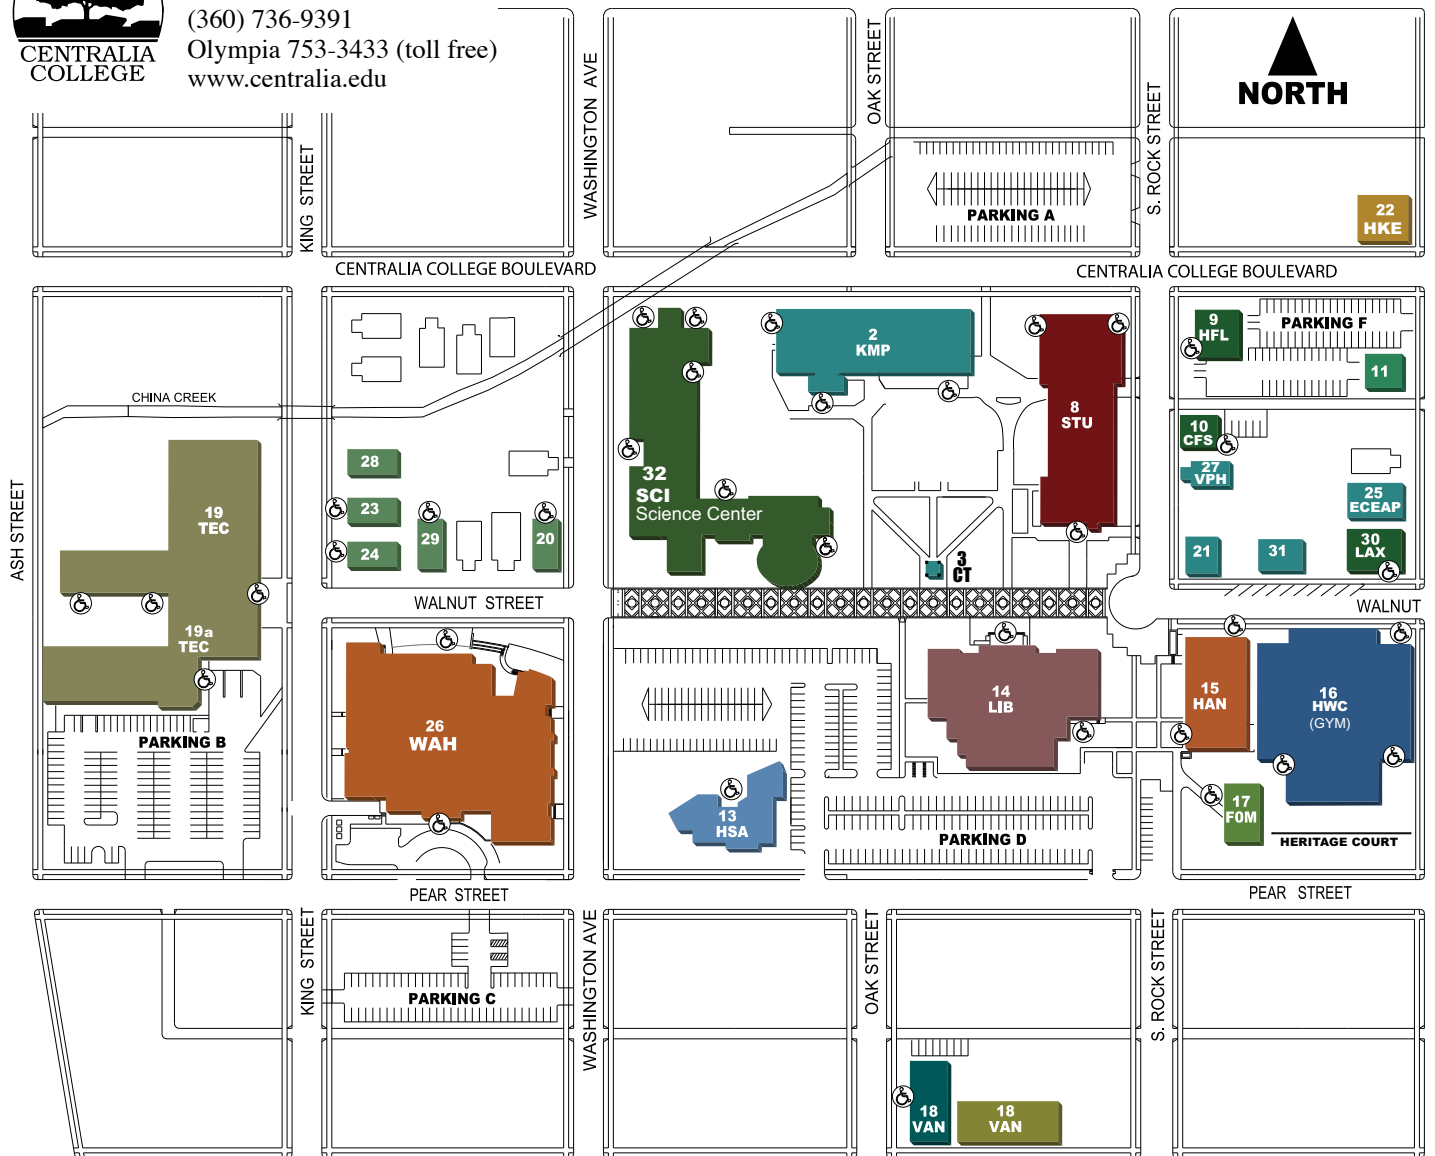 CENTRALIA
COLLEGE
(360) 736-9391
Olympia 753-3433 (toll free)
www.centralia.edu
KING STREET
WASHINGTON AVE
OAK STREET
S. ROCK STREET
NORTH
PARKING A
22
HKE
CENTRALIA COLLEGE BOULEVARD
CENTRALIA COLLEGE BOULEVARD
ASH STREET
CHINA CREEK
19
TEC
19a
TEC
PARKING B
28
23
24
29
20
WALNUT STREET
32
SCI
Science Center
2
KMP
8
STU
3
CT
9
HFL
PARKING F
11
10
CFS
27
VPH
25
ECEAP
21
31
30
LAX
WALNUT
26
WAH
13
HSA
14
LIB
PARKING D
15
HAN
16
HWC
(GYM)
17
FOM
HERITAGE COURT
PEAR STREET
PEAR STREET
KING STREET
PARKING C
WASHINGTON AVE
OAK STREET
S. ROCK STREET
18
VAN
18
VAN